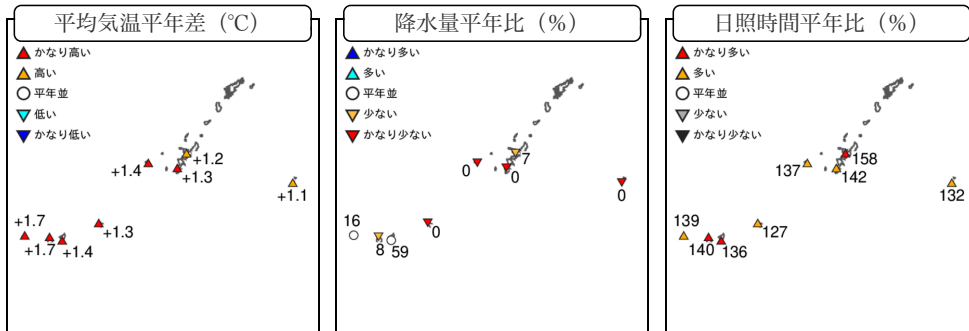 平均気温平年差（℃）
かなり高い
高い
平年並
低い
かなり低い
+1.2
+1.4
+1.3
+1.1
+1.7
+1.3
+1.7
+1.4
降水量平年比（%）
かなり多い
多い
平年並
少ない
かなり少ない
7
0
0
0
16
0
8
59
日照時間平年比（%）
かなり多い
多い
平年並
少ない
かなり少ない
158
137
142
132
139
127
140
136